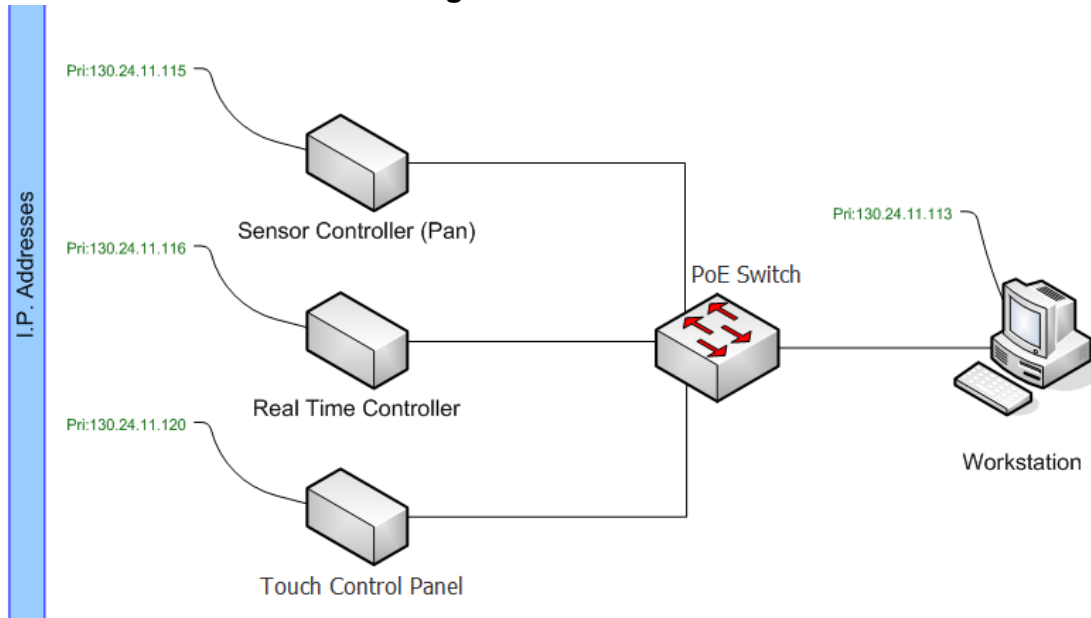 I.P. Addresses
Pri:130.24.11.115
Sensor Controller (Pan)
Pri:130.24.11.116
Real Time Controller
Pri:130.24.11.120
Touch Control Panel
PoE Switch
Pri:130.24.11.113
Workstation